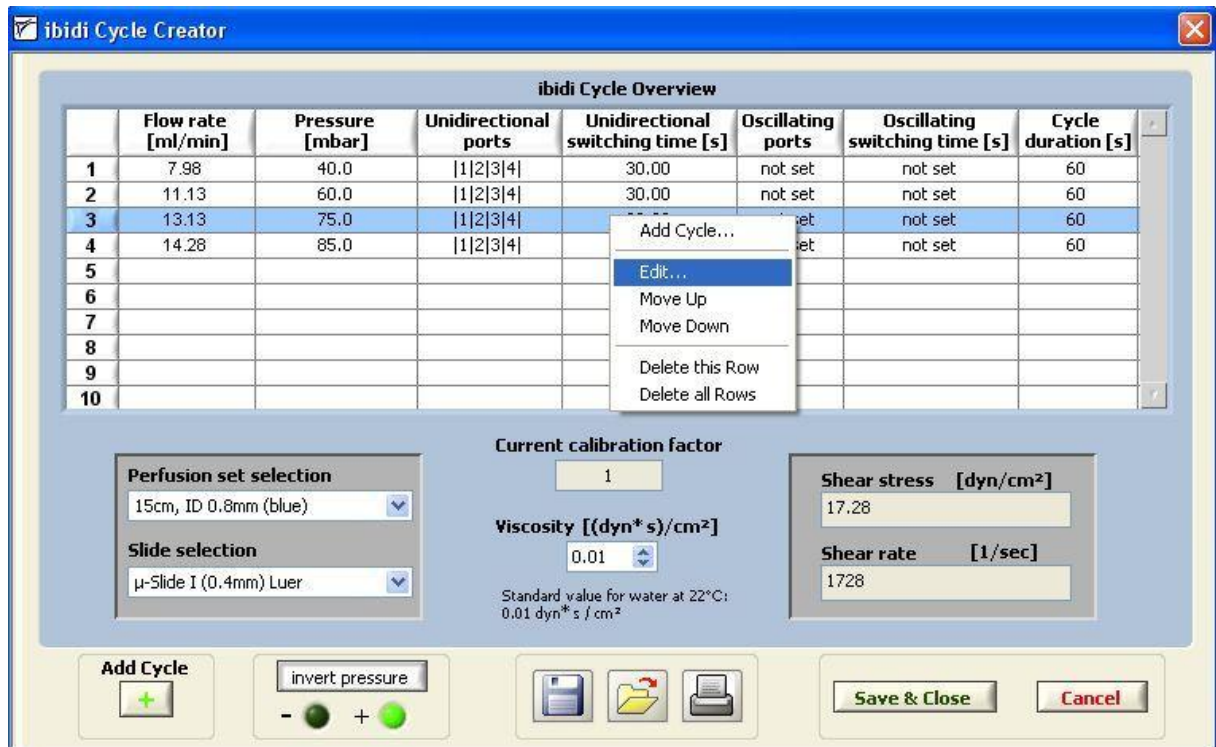 ibidi Cycle Creator
ibidi Cycle Overview
Flow rate [ml/min] Pressure [mbar] Unidirectional ports Unidirectional switching time [s] Oscillating ports Oscillating switching time [s] Cycle duration [s]
1 7.98 40.0 |1|2|3|4| 30.00 not set not set 60
2 11.13 60.0 |1|2|3|4| 30.00 not set not set 60
3 13.13 75.0 |1|2|3|4| not set 60
4 14.28 85.0 |1|2|3|4| not set 60
5
6
7
8
9
10
Add Cycle...
Edit...
Move Up
Move Down
Delete this Row
Delete all Rows
Perfusion set selection
15cm, ID 0.8mm (blue)
Slide selection
µ-Slide I (0.4mm) Luer
Current calibration factor
1
Viscosity [(dyn*s)/cm²]
0.01
Standard value for water at 22°C:
0.01 dyn* s / cm²
Shear stress [dyn/cm²]
17.28
Shear rate [1/sec]
1728
Add Cycle
+
invert pressure
- +
Save & Close
Cancel